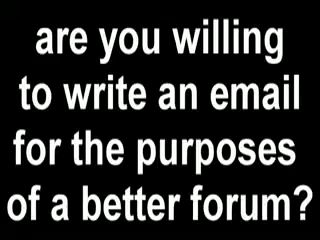 are you willing
to write an email
for the purposes
of a better forum?